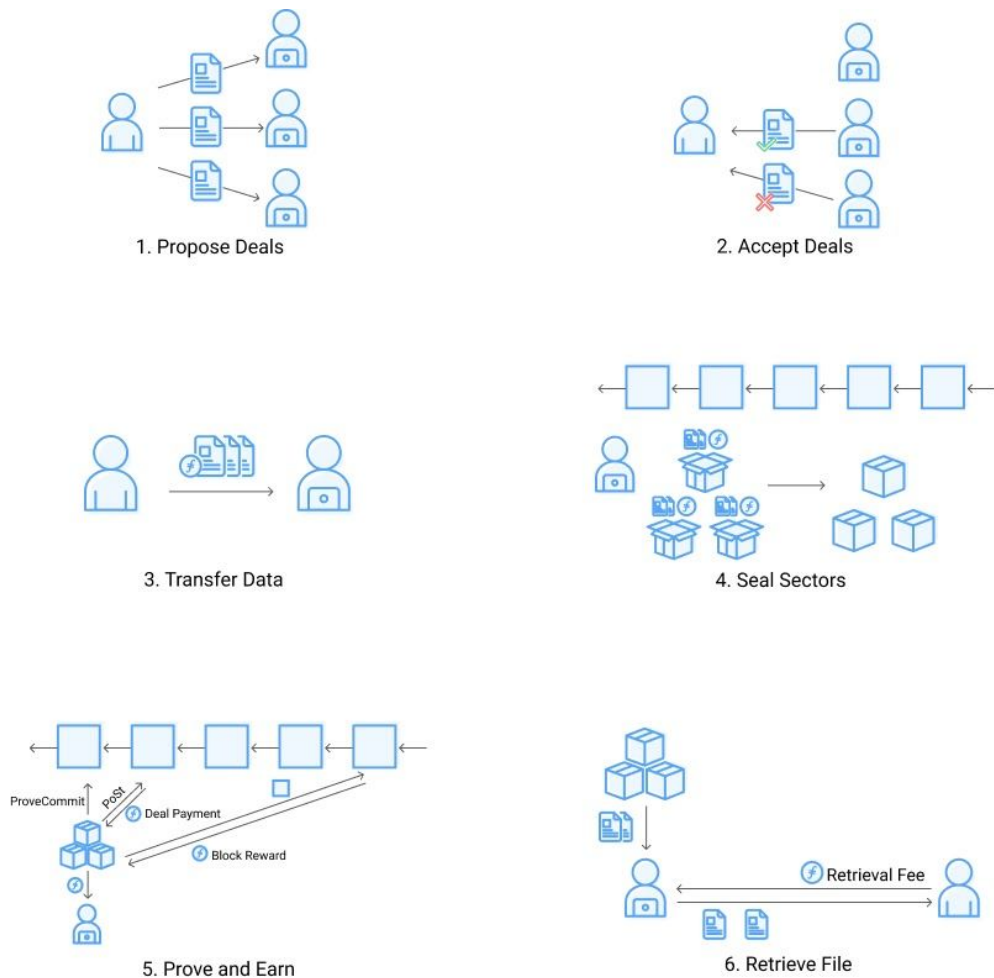 1. Propose Deals
2. Accept Deals
3. Transfer Data
4. Seal Sectors
ProveCommit
PoSt
Deal Payment
Block Reward
5. Prove and Earn
Retrieval Fee
6. Retrieve File